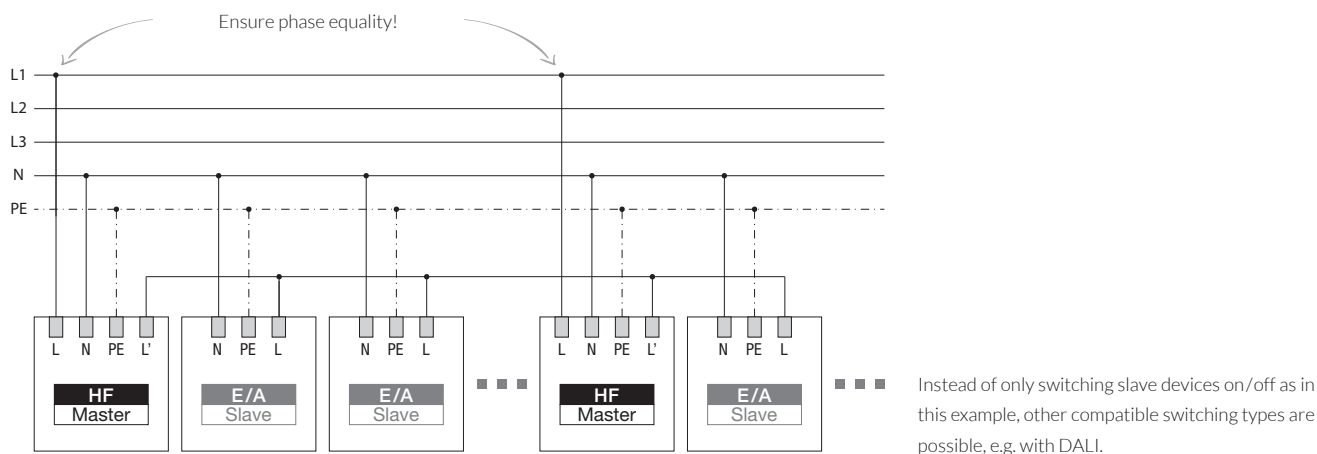 Ensure phase equality!
L1
L2
L3
N
PE
L N PE L' N PE L N PE L L N PE L' N PE L
HF E/A E/A HF E/A
Master Slave Slave Master Slave
Instead of only switching slave devices on/off as in
this example, other compatible switching types are
possible, e.g. with DALI.